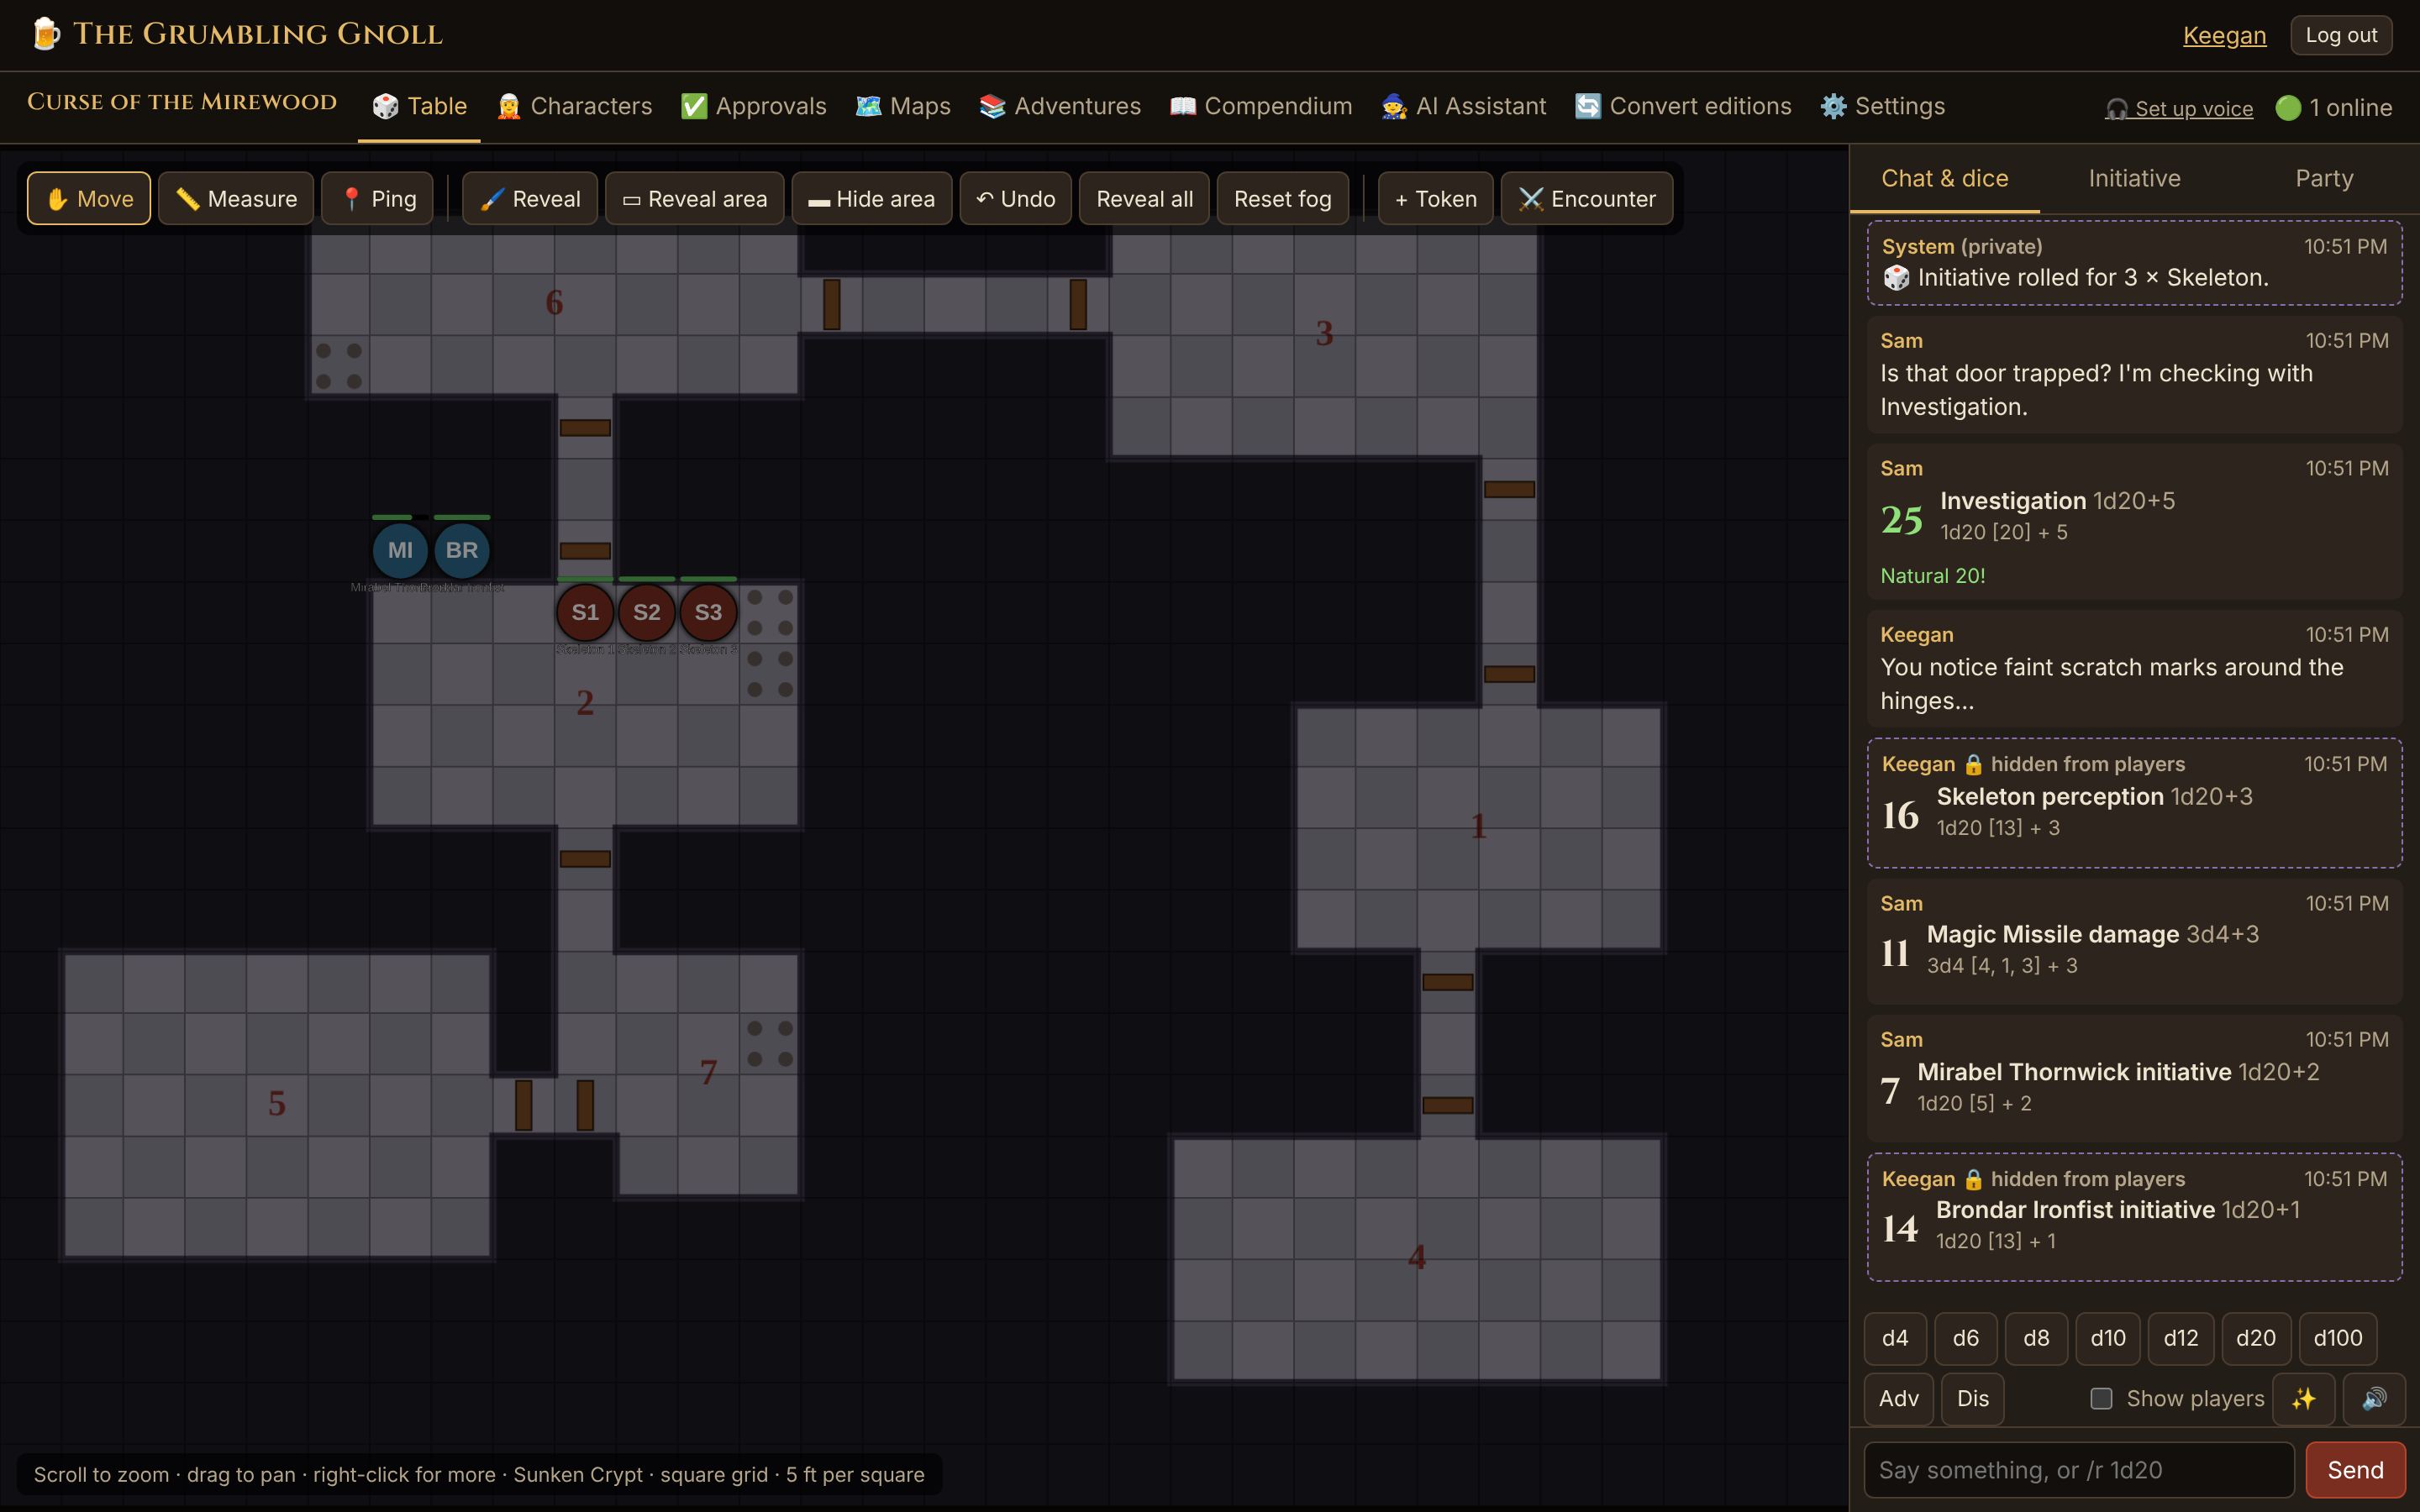 🍺 The Grumbling Gnoll
Keegan
Log out
Curse of the Mirewood
🎲 Table
🧝 Characters
✅ Approvals
🗺️ Maps
📚 Adventures
📖 Compendium
🧙 AI Assistant
🔄 Convert editions
⚙️ Settings
🎧 Set up voice
🟢 1 online
✋ Move
📏 Measure
📍 Ping
🖌️ Reveal
▭ Reveal area
▬ Hide area
↶ Undo
Reveal all
Reset fog
+ Token
⚔️ Encounter
6
3
MI
BR
S1
S2
S3
Skeleton 1
Skeleton 2
Skeleton 3
2
1
7
5
4
Scroll to zoom · drag to pan · right-click for more · Sunken Crypt · square grid · 5 ft per square
Chat & dice
Initiative
Party
System (private) 10:51 PM
🎲 Initiative rolled for 3 × Skeleton.
Sam 10:51 PM
Is that door trapped? I'm checking with
Investigation.
Sam 10:51 PM
25 Investigation 1d20+5
1d20 [20] + 5
Natural 20!
Keegan 10:51 PM
You notice faint scratch marks around the
hinges...
Keegan 🔒 hidden from players 10:51 PM
16 Skeleton perception 1d20+3
1d20 [13] + 3
Sam 10:51 PM
11 Magic Missile damage 3d4+3
3d4 [4, 1, 3] + 3
Sam 10:51 PM
7 Mirabel Thornwick initiative 1d20+2
1d20 [5] + 2
Keegan 🔒 hidden from players 10:51 PM
14 Brondar Ironfist initiative 1d20+1
1d20 [13] + 1
d4
d6
d8
d10
d12
d20
d100
Adv
Dis
Show players
Say something, or /r 1d20
Send